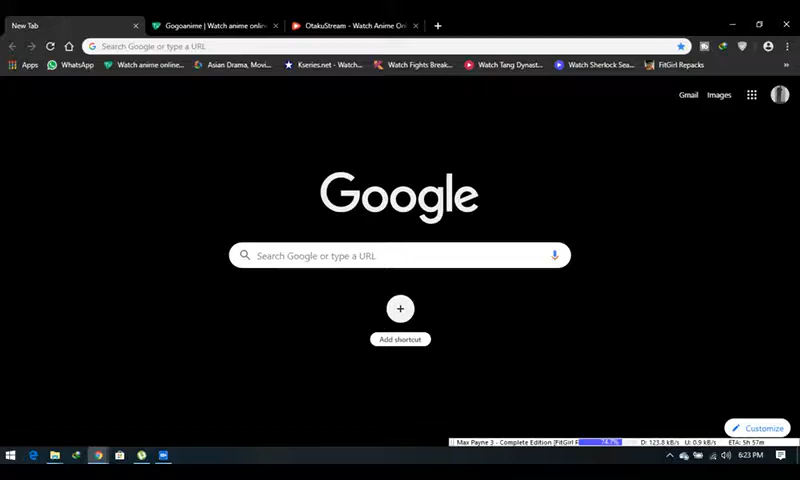 New Tab
Gogoanime | Watch anime onlin
OtakuStream - Watch Anime On
Search Google or type a URL
Apps
WhatsApp
Watch anime online...
Asian Drama, Movi...
Kseries.net - Watch...
Watch Fights Break...
Watch Tang Dynast...
Watch Sherlock Sea...
FitGirl Repacks
Gmail
Images
Google
Search Google or type a URL
Add shortcut
Customize
Max Payne 3 - Complete Edition [FitGirl R
74.7%
D: 123.8 kB/s
U: 0.9 kB/s
ETA: 5h 57m
6:23 PM